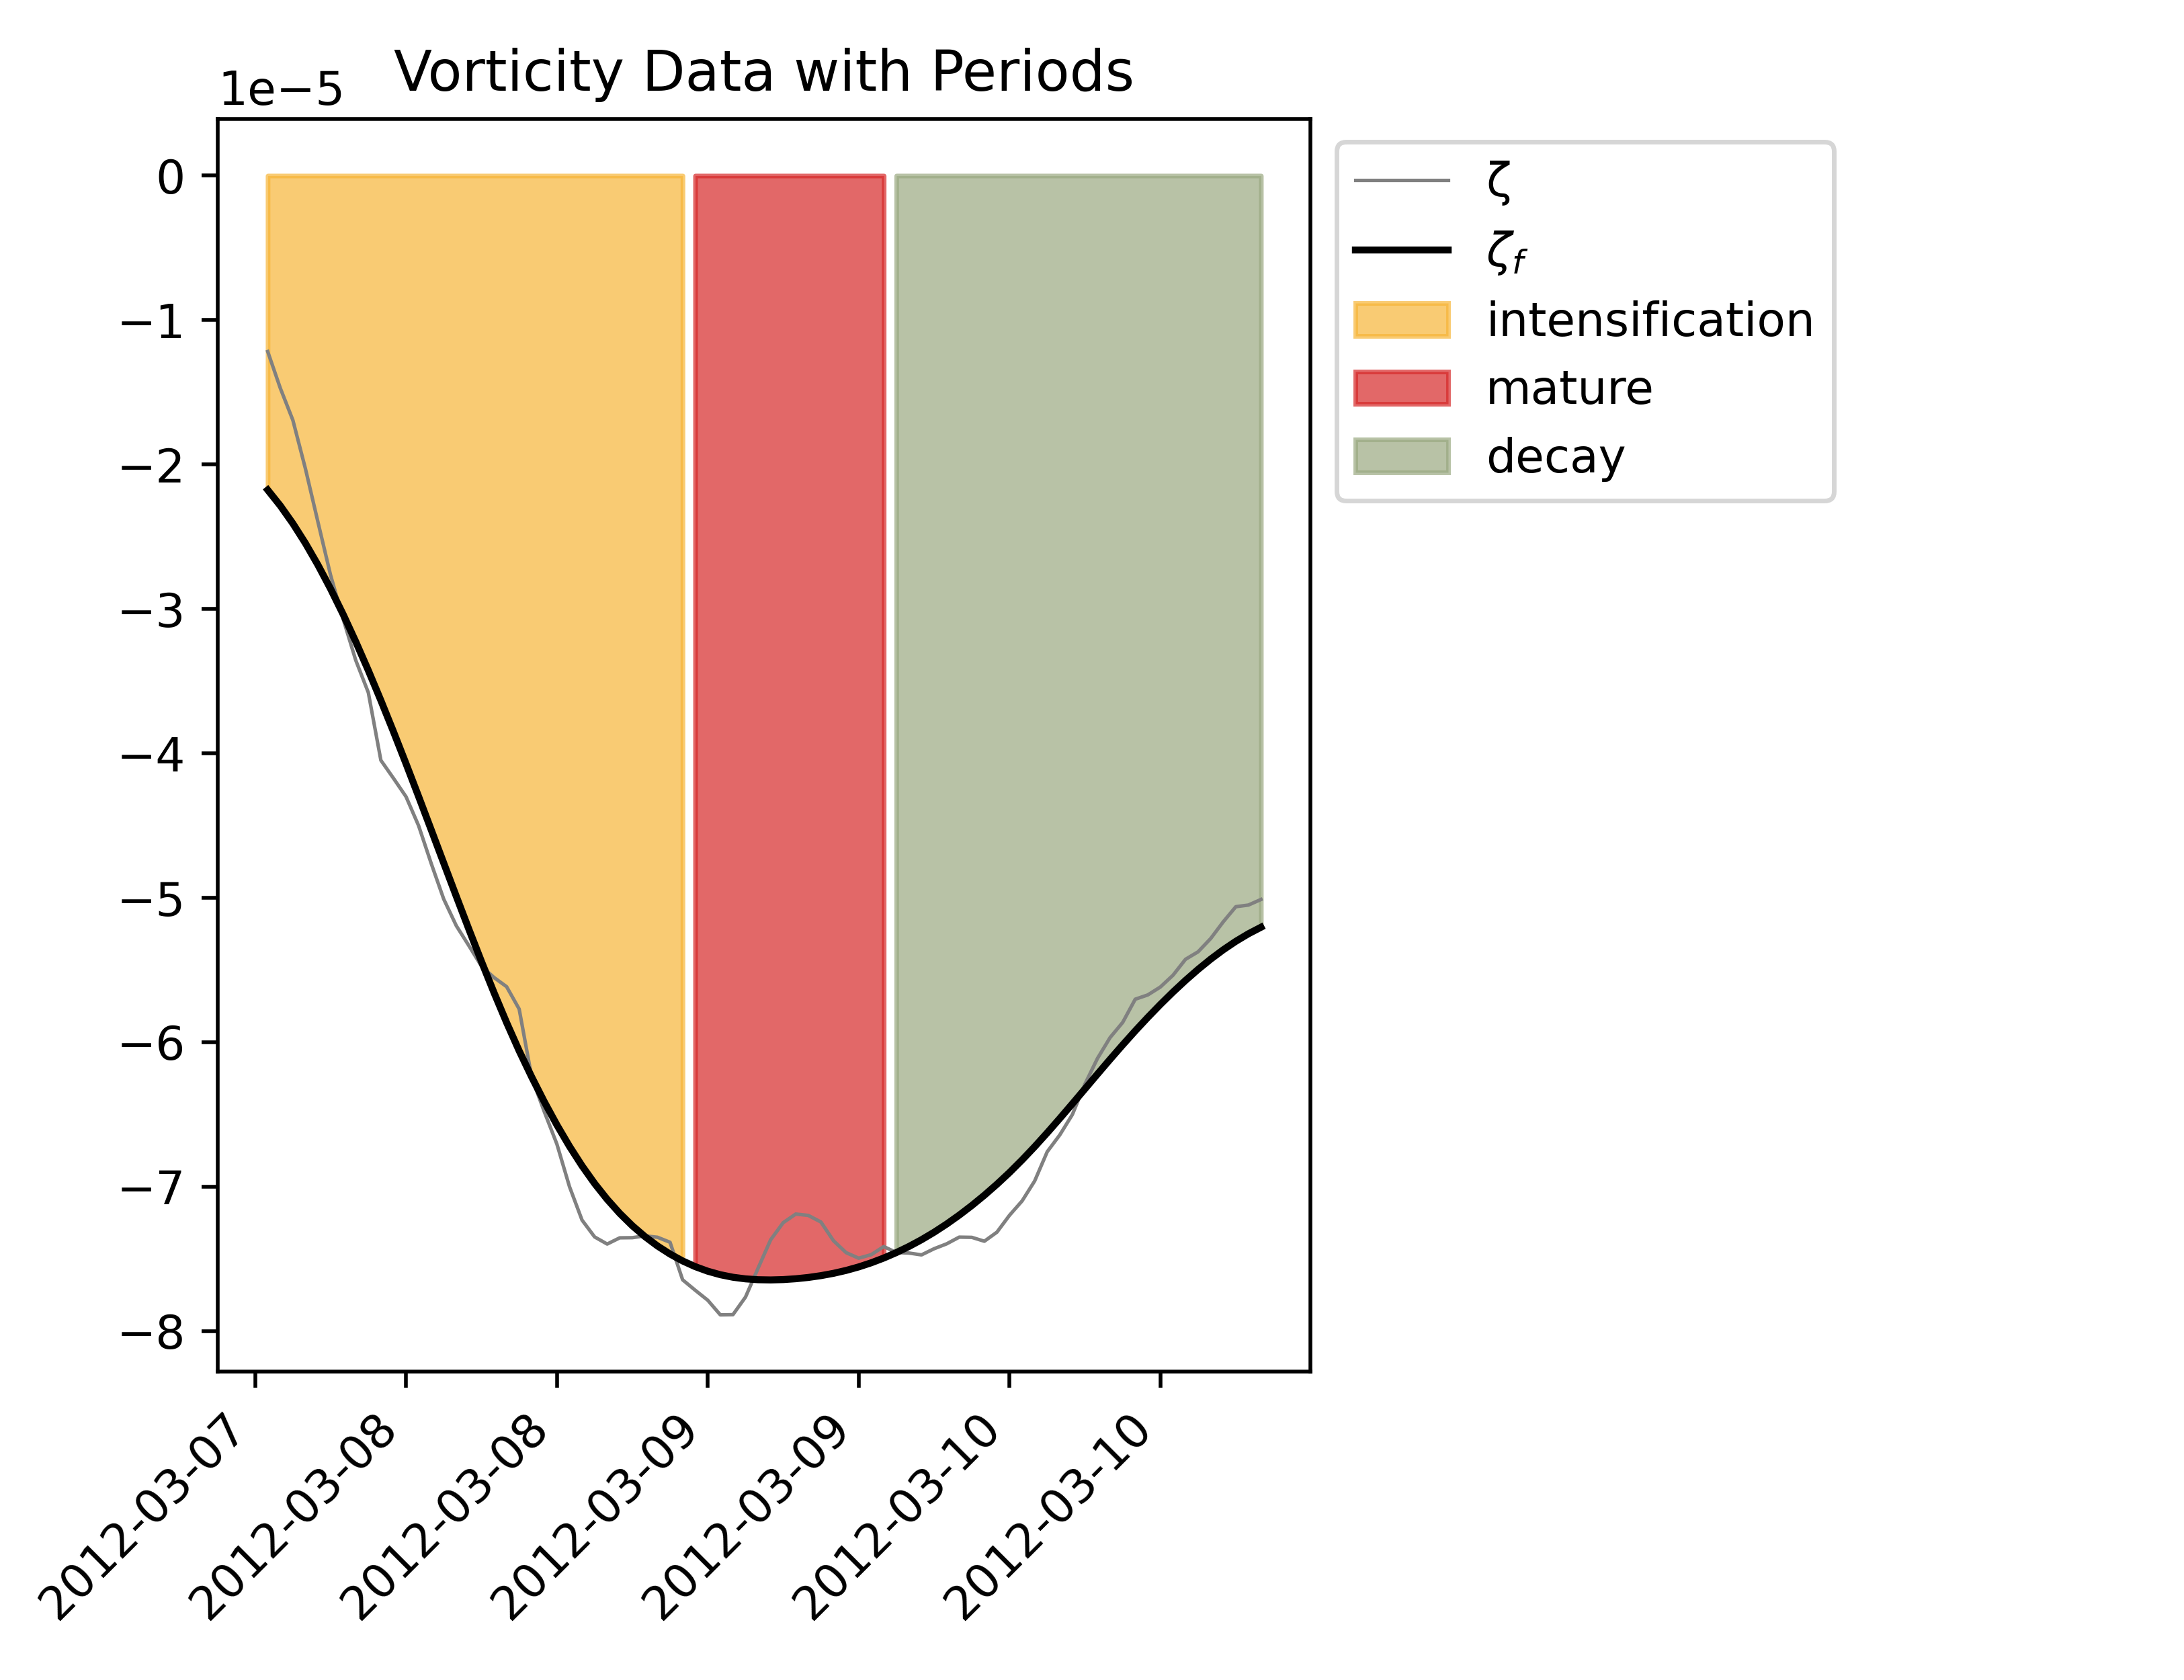 Vorticity Data with Periods
1e−5
0
−1
−2
−3
−4
−5
−6
−7
−8
2012-03-07
2012-03-08
2012-03-08
2012-03-09
2012-03-09
2012-03-10
2012-03-10
ζ
ζf
intensification
mature
decay